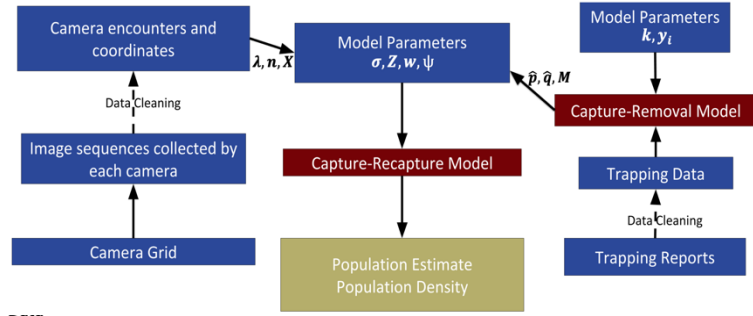 Camera encounters and
coordinates
λ, n, X
Model Parameters
σ, Z, w, ψ
Model Parameters
k, yᵢ
p̂, q̂, M
Data Cleaning
Capture-Removal Model
Image sequences collected by
each camera
Capture-Recapture Model
Trapping Data
Data Cleaning
Camera Grid
Population Estimate
Population Density
Trapping Reports